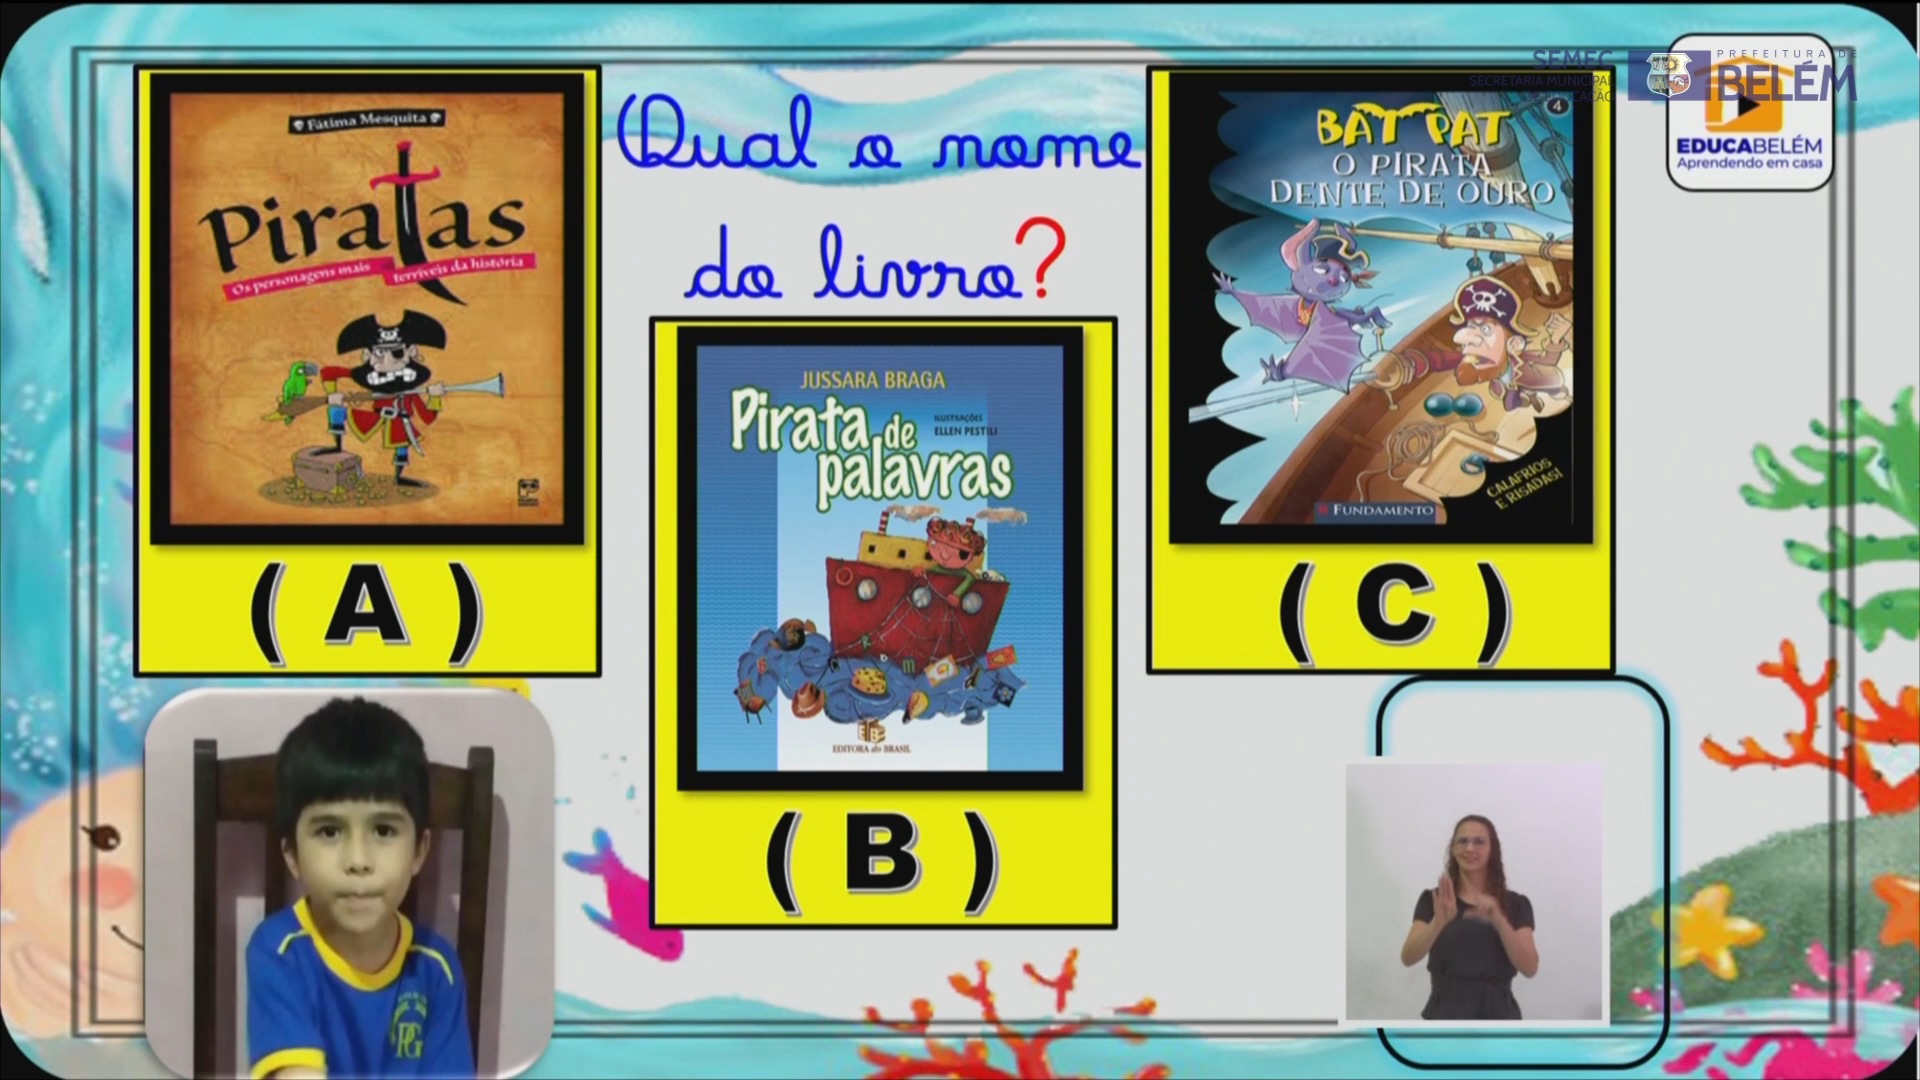 Qual o nome
do livro?
Fátima Mesquita
Piratas
Os personagens mais terríveis da história
( A )
JUSSARA BRAGA
Pirata de
palavras
ILUSTRAÇÕES
ELLEN PESTILI
EDITORA do BRASIL
( B )
4
BAT PAT
O PIRATA
DENTE DE OURO
CALAFRIOS
E RISADAS!
FUNDAMENTO
( C )
SEMEC
SECRETARIA MUNICIPAL
PREFEITURA DE
BELÉM
EDUCABELÉM
Aprendendo em casa
PG